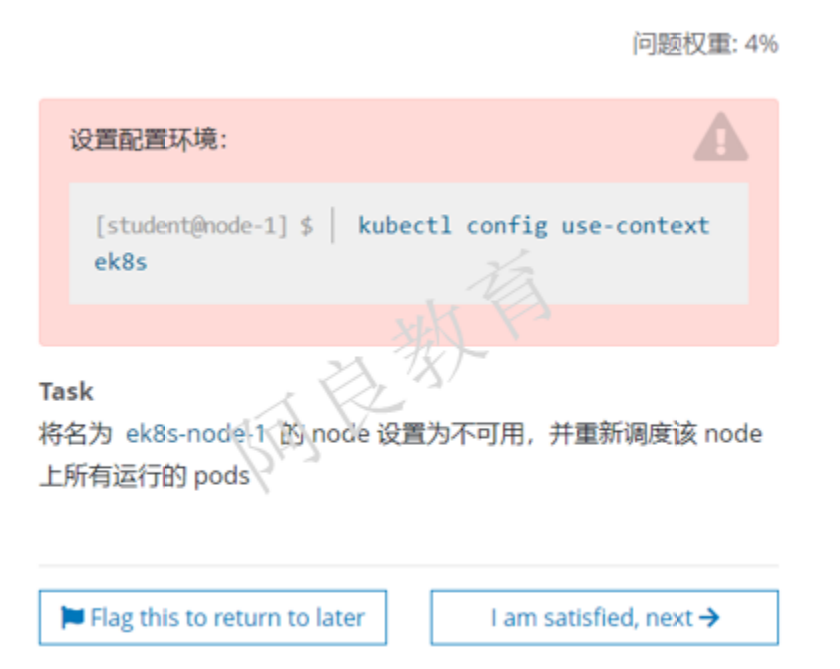 问题权重: 4%
设置配置环境：
[student@node-1] $ | kubectl config use-context
ek8s
Task
将名为 ek8s-node-1 的 node 设置为不可用，并重新调度该 node
上所有运行的 pods
阿良教育
Flag this to return to later
I am satisfied, next →